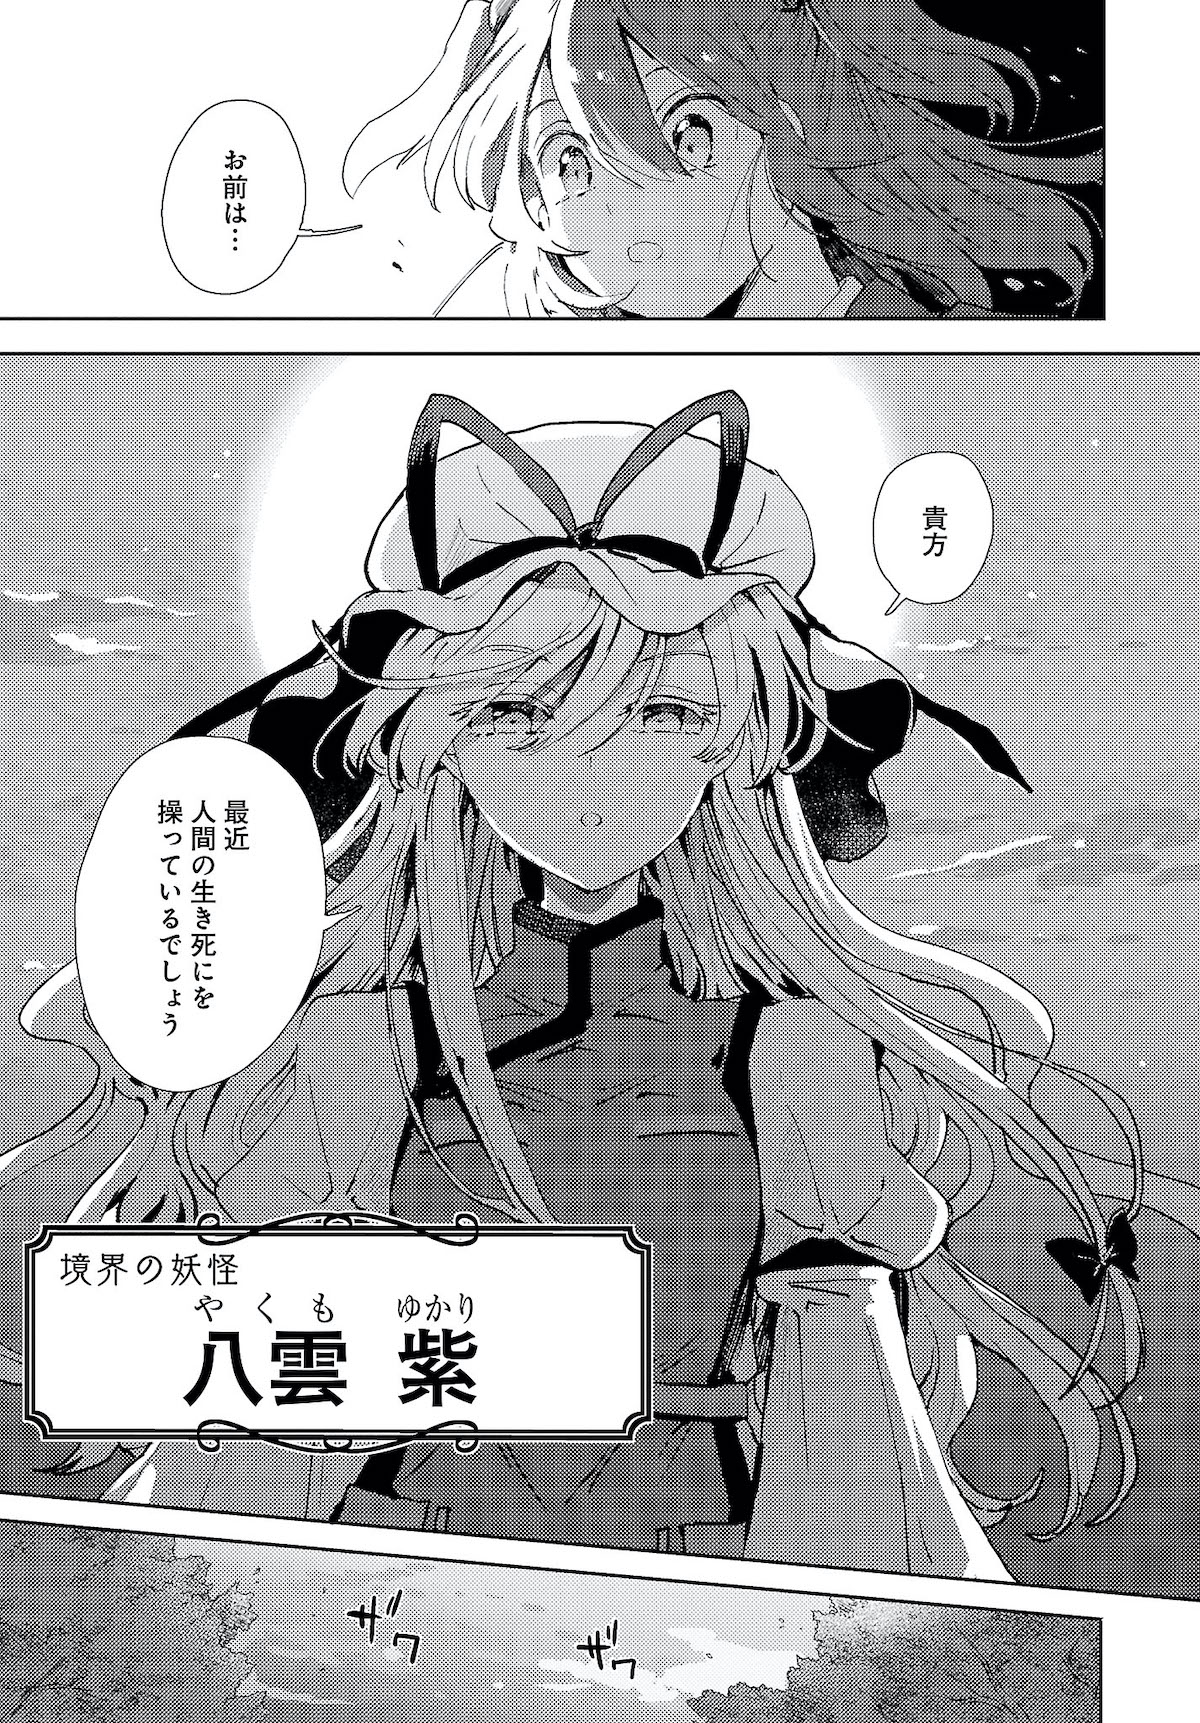 お前は…
貴方
最近
人間の生き死にを
操っているでしょう
境界の妖怪
やくも ゆかり
八雲 紫
ザワ
ザワ